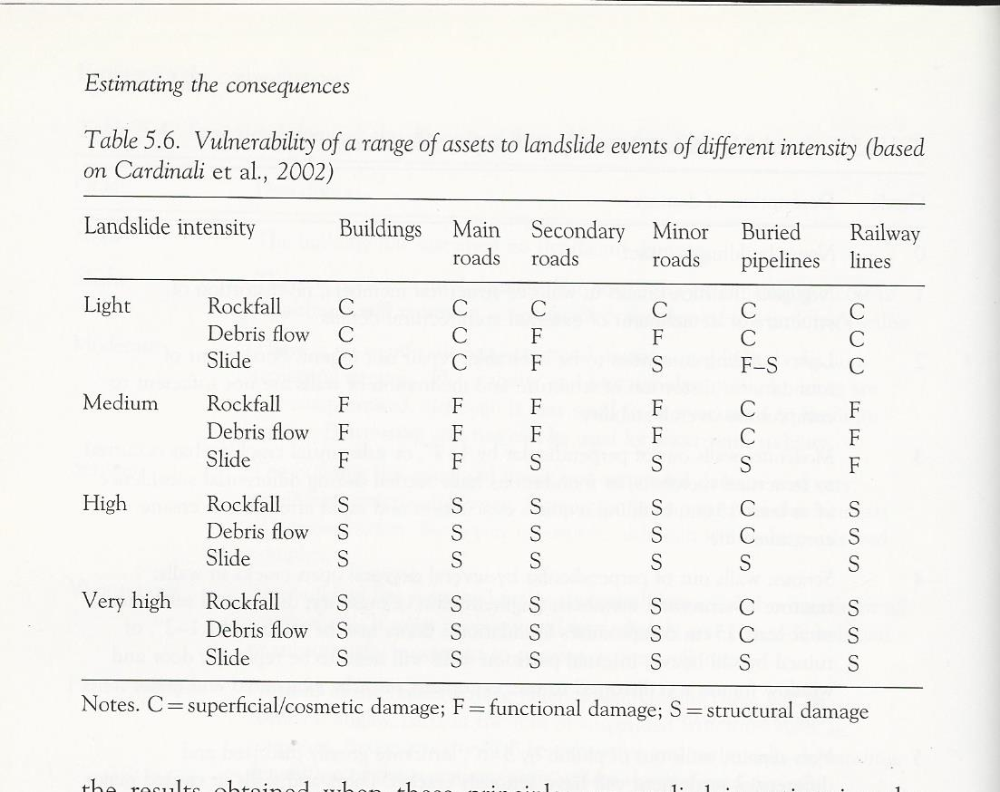 Estimating the consequences
Table 5.6. Vulnerability of a range of assets to landslide events of different intensity (based
on Cardinali et al., 2002)
Landslide intensity Buildings Main roads Secondary roads Minor roads Buried pipelines Railway lines
Light Rockfall C C C C C C
Debris flow C C F F C C
Slide C C F S F–S C
Medium Rockfall F F F F C F
Debris flow F F F F C F
Slide F F S S S F
High Rockfall S S S S C S
Debris flow S S S S C S
Slide S S S S S S
Very high Rockfall S S S S C S
Debris flow S S S S C S
Slide S S S S S S
Notes. C = superficial/cosmetic damage; F = functional damage; S = structural damage
the results obtained when these